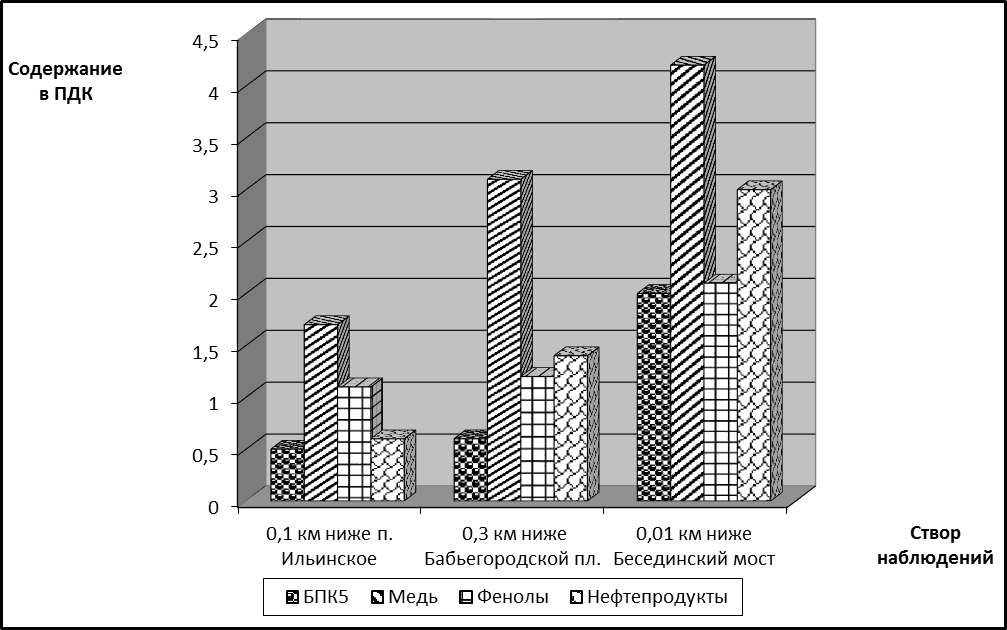 Содержание
в ПДК
4,5
4
3,5
3
2,5
2
1,5
1
0,5
0
0,1 км ниже п.
Ильинское
0,3 км ниже
Бабьегородской пл.
0,01 км ниже
Бесединский мост
Створ
наблюдений
БПК5 Медь Фенолы Нефтепродукты